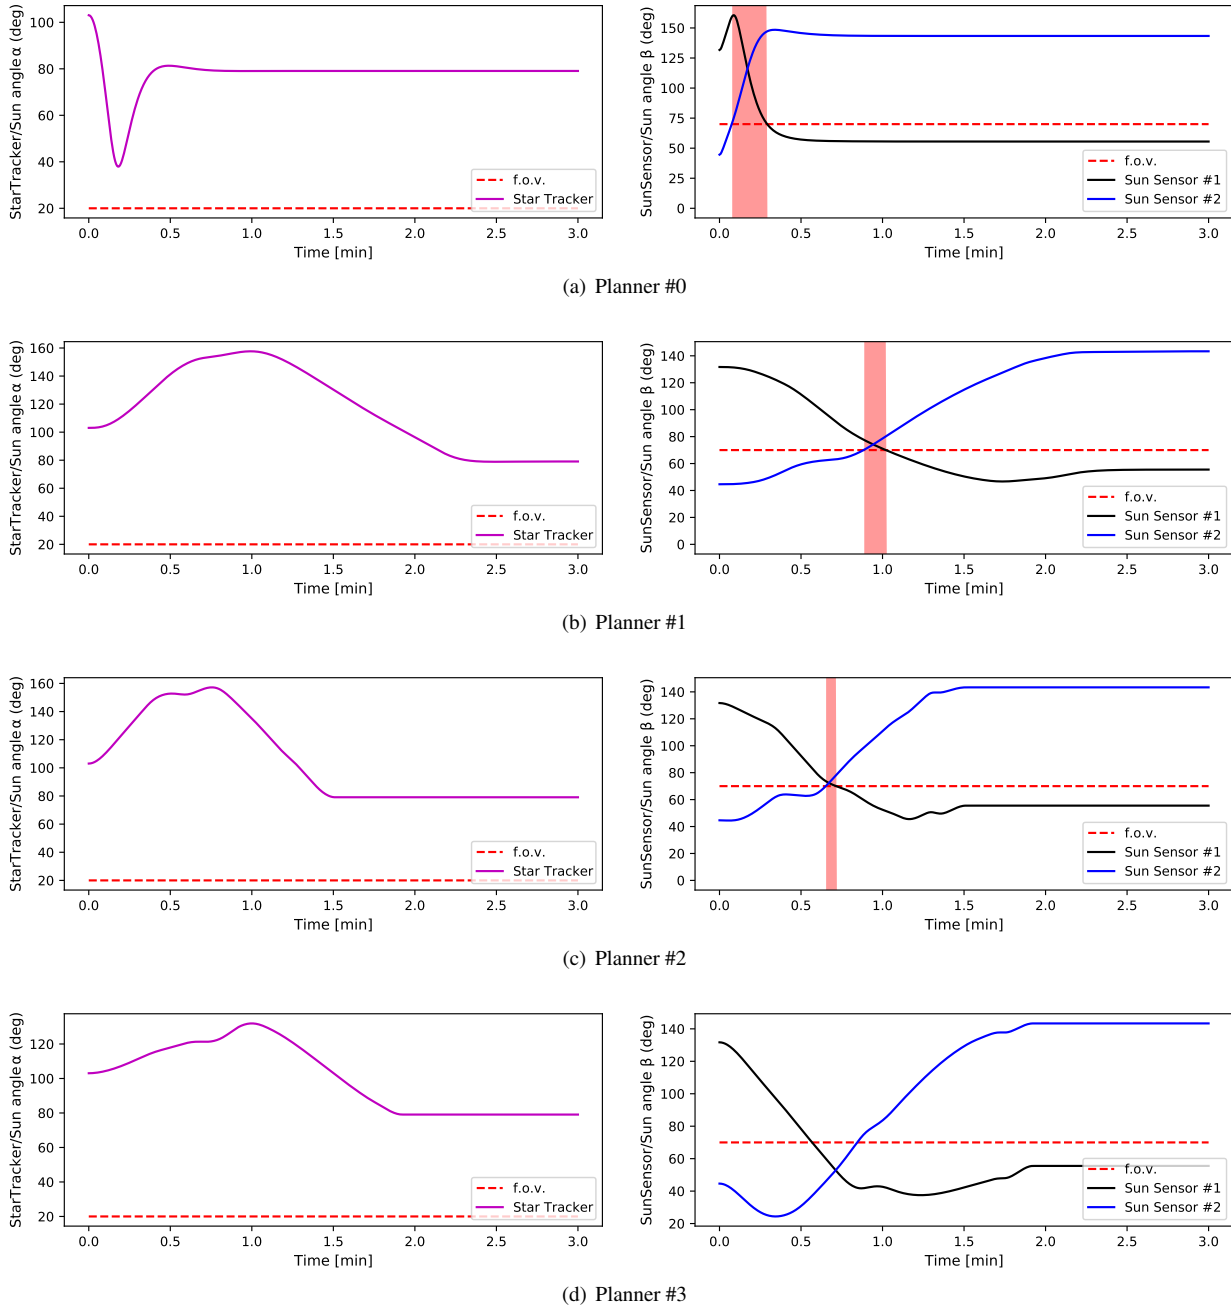 StarTracker/Sun angle α (deg)
100
80
60
40
20
0.0 0.5 1.0 1.5 2.0 2.5 3.0
Time [min]
f.o.v.
Star Tracker
SunSensor/Sun angle β (deg)
150
125
100
75
50
25
0
0.0 0.5 1.0 1.5 2.0 2.5 3.0
Time [min]
f.o.v.
Sun Sensor #1
Sun Sensor #2
(a) Planner #0
StarTracker/Sun angle α (deg)
160
140
120
100
80
60
40
20
0.0 0.5 1.0 1.5 2.0 2.5 3.0
Time [min]
f.o.v.
Star Tracker
SunSensor/Sun angle β (deg)
140
120
100
80
60
40
20
0
0.0 0.5 1.0 1.5 2.0 2.5 3.0
Time [min]
f.o.v.
Sun Sensor #1
Sun Sensor #2
(b) Planner #1
StarTracker/Sun angle α (deg)
160
140
120
100
80
60
40
20
0.0 0.5 1.0 1.5 2.0 2.5 3.0
Time [min]
f.o.v.
Star Tracker
SunSensor/Sun angle β (deg)
140
120
100
80
60
40
20
0
0.0 0.5 1.0 1.5 2.0 2.5 3.0
Time [min]
f.o.v.
Sun Sensor #1
Sun Sensor #2
(c) Planner #2
StarTracker/Sun angle α (deg)
120
100
80
60
40
20
0.0 0.5 1.0 1.5 2.0 2.5 3.0
Time [min]
f.o.v.
Star Tracker
SunSensor/Sun angle β (deg)
140
120
100
80
60
40
20
0.0 0.5 1.0 1.5 2.0 2.5 3.0
Time [min]
f.o.v.
Sun Sensor #1
Sun Sensor #2
(d) Planner #3